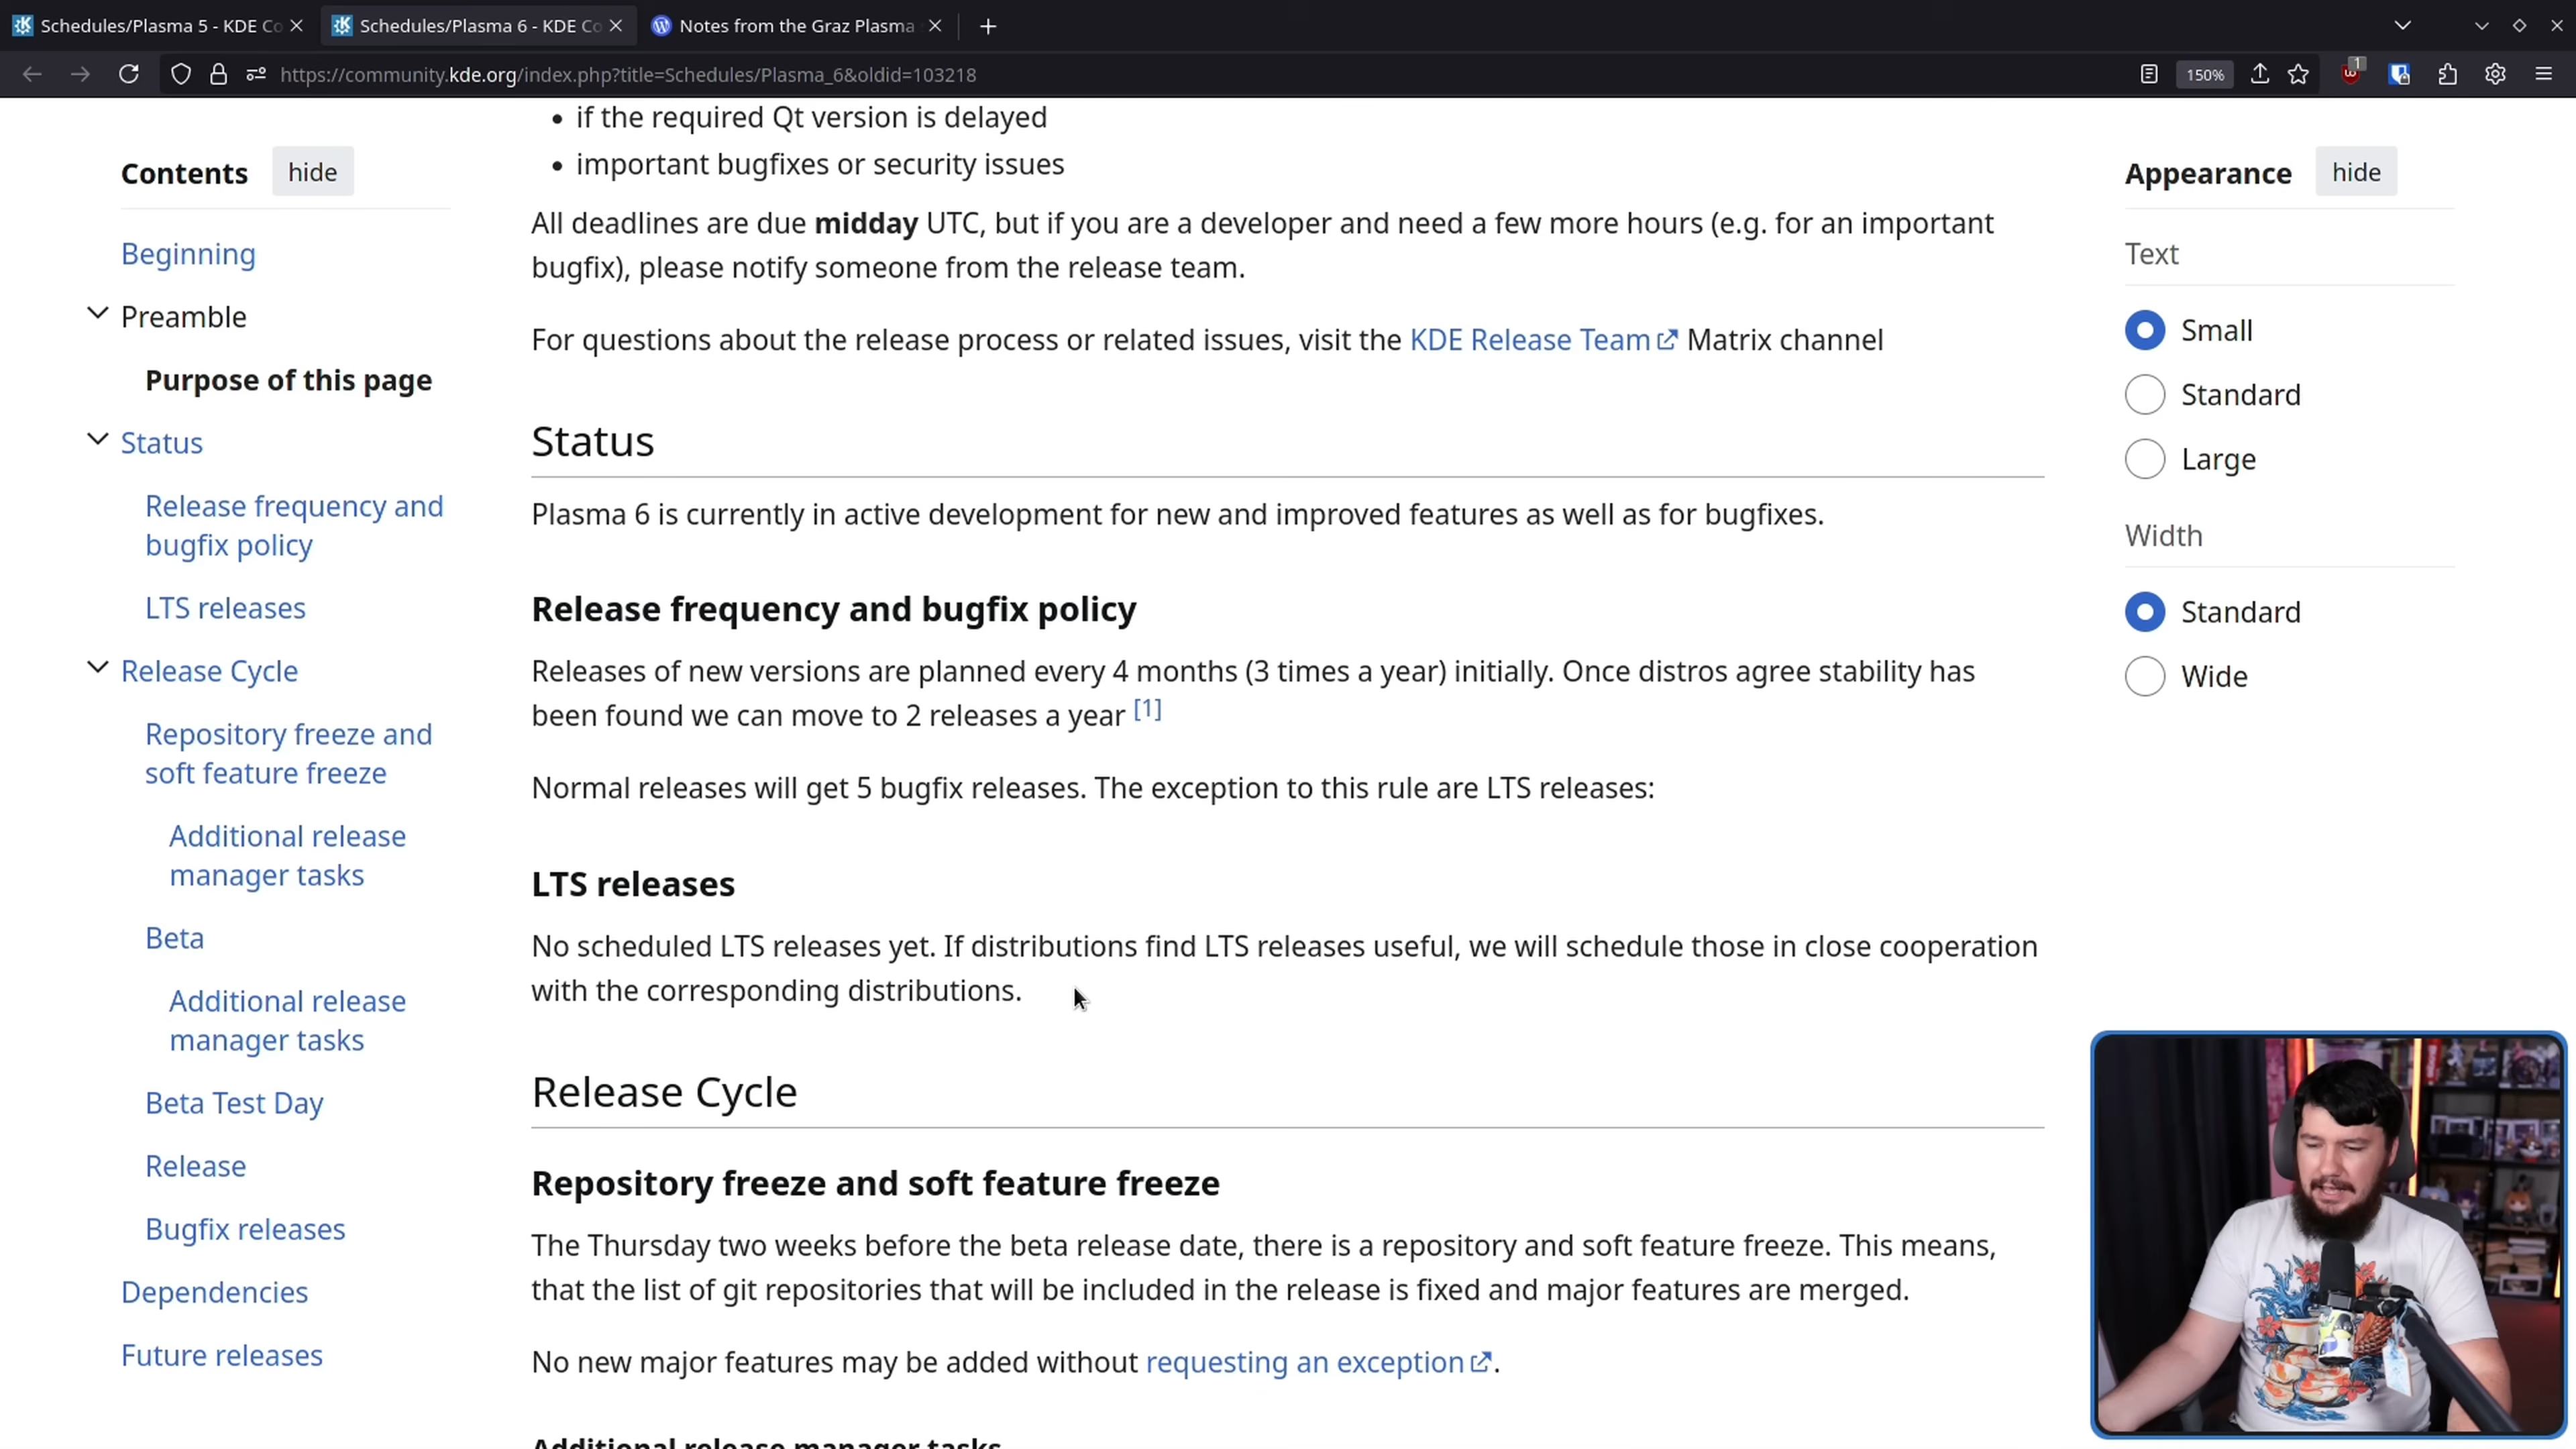 Schedules/Plasma 5 - KDE Co
Schedules/Plasma 6 - KDE Co
Notes from the Graz Plasma
https://community.kde.org/index.php?title=Schedules/Plasma_6&oldid=103218
150%
1
Contents
hide
Beginning
Preamble
Purpose of this page
Status
Release frequency and
bugfix policy
LTS releases
Release Cycle
Repository freeze and
soft feature freeze
Additional release
manager tasks
Beta
Additional release
manager tasks
Beta Test Day
Release
Bugfix releases
Dependencies
Future releases
• if the required Qt version is delayed
• important bugfixes or security issues
All deadlines are due midday UTC, but if you are a developer and need a few more hours (e.g. for an important
bugfix), please notify someone from the release team.
For questions about the release process or related issues, visit the KDE Release Team Matrix channel
Status
Plasma 6 is currently in active development for new and improved features as well as for bugfixes.
Release frequency and bugfix policy
Releases of new versions are planned every 4 months (3 times a year) initially. Once distros agree stability has
been found we can move to 2 releases a year [1]
Normal releases will get 5 bugfix releases. The exception to this rule are LTS releases:
LTS releases
No scheduled LTS releases yet. If distributions find LTS releases useful, we will schedule those in close cooperation
with the corresponding distributions.
Release Cycle
Repository freeze and soft feature freeze
The Thursday two weeks before the beta release date, there is a repository and soft feature freeze. This means,
that the list of git repositories that will be included in the release is fixed and major features are merged.
No new major features may be added without requesting an exception.
Additional release manager tasks
Appearance
hide
Text
Small
Standard
Large
Width
Standard
Wide